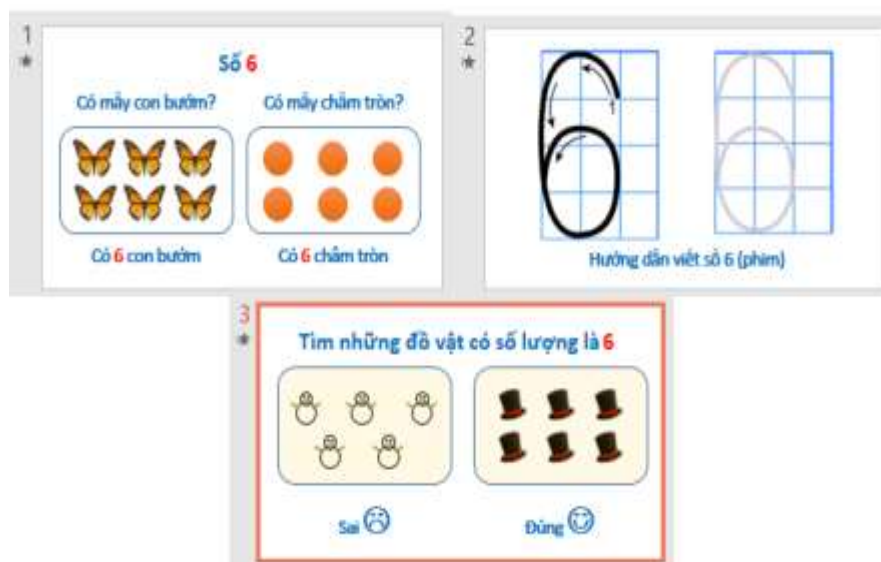 1
Số 6
Có mấy con bướm?
Có mấy chấm tròn?
Có 6 con bướm
Có 6 chấm tròn
2
1
Hướng dẫn viết số 6 (phim)
3
Tìm những đồ vật có số lượng là 6
Sai
Đúng